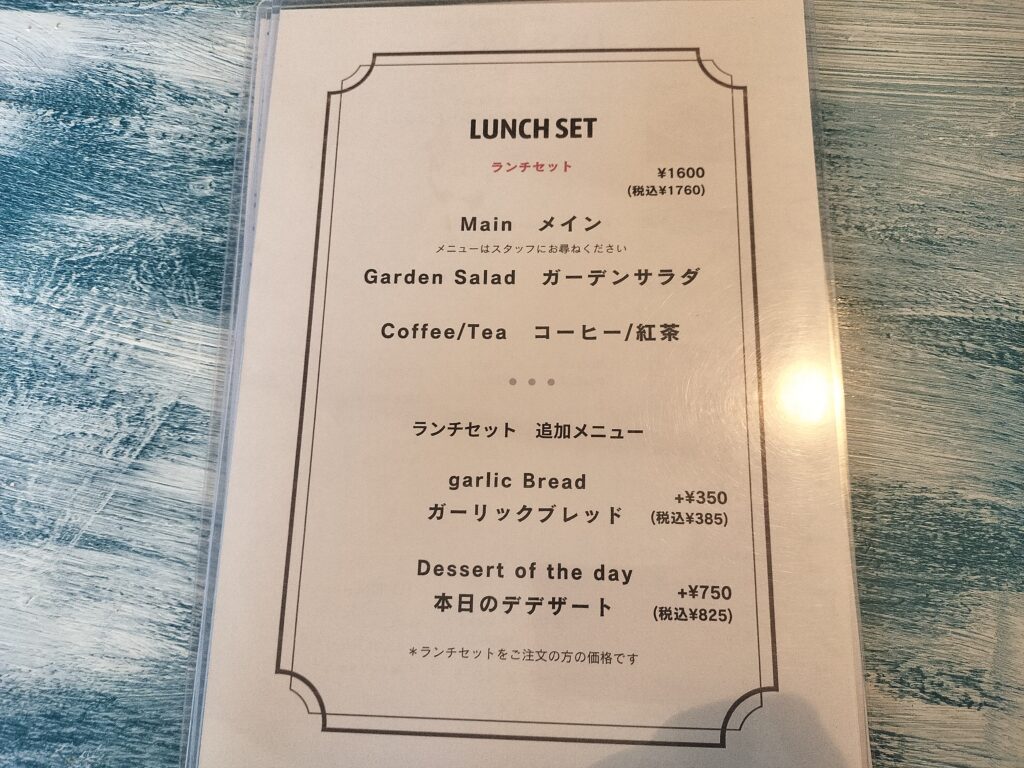 LUNCH SET
ランチセット
¥1600
(税込¥1760)
Main メイン
メニューはスタッフにお尋ねください
Garden Salad ガーデンサラダ
Coffee/Tea コーヒー/紅茶
ランチセット 追加メニュー
garlic Bread
+¥350
ガーリックブレッド
(税込¥385)
Dessert of the day
+¥750
本日のデデザート
(税込¥825)
*ランチセットをご注文の方の価格です